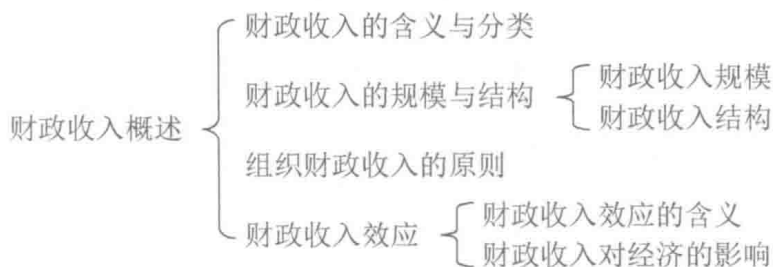 财政收入概述
财政收入的含义与分类
财政收入的规模与结构
财政收入规模
财政收入结构
组织财政收入的原则
财政收入效应
财政收入效应的含义
财政收入对经济的影响